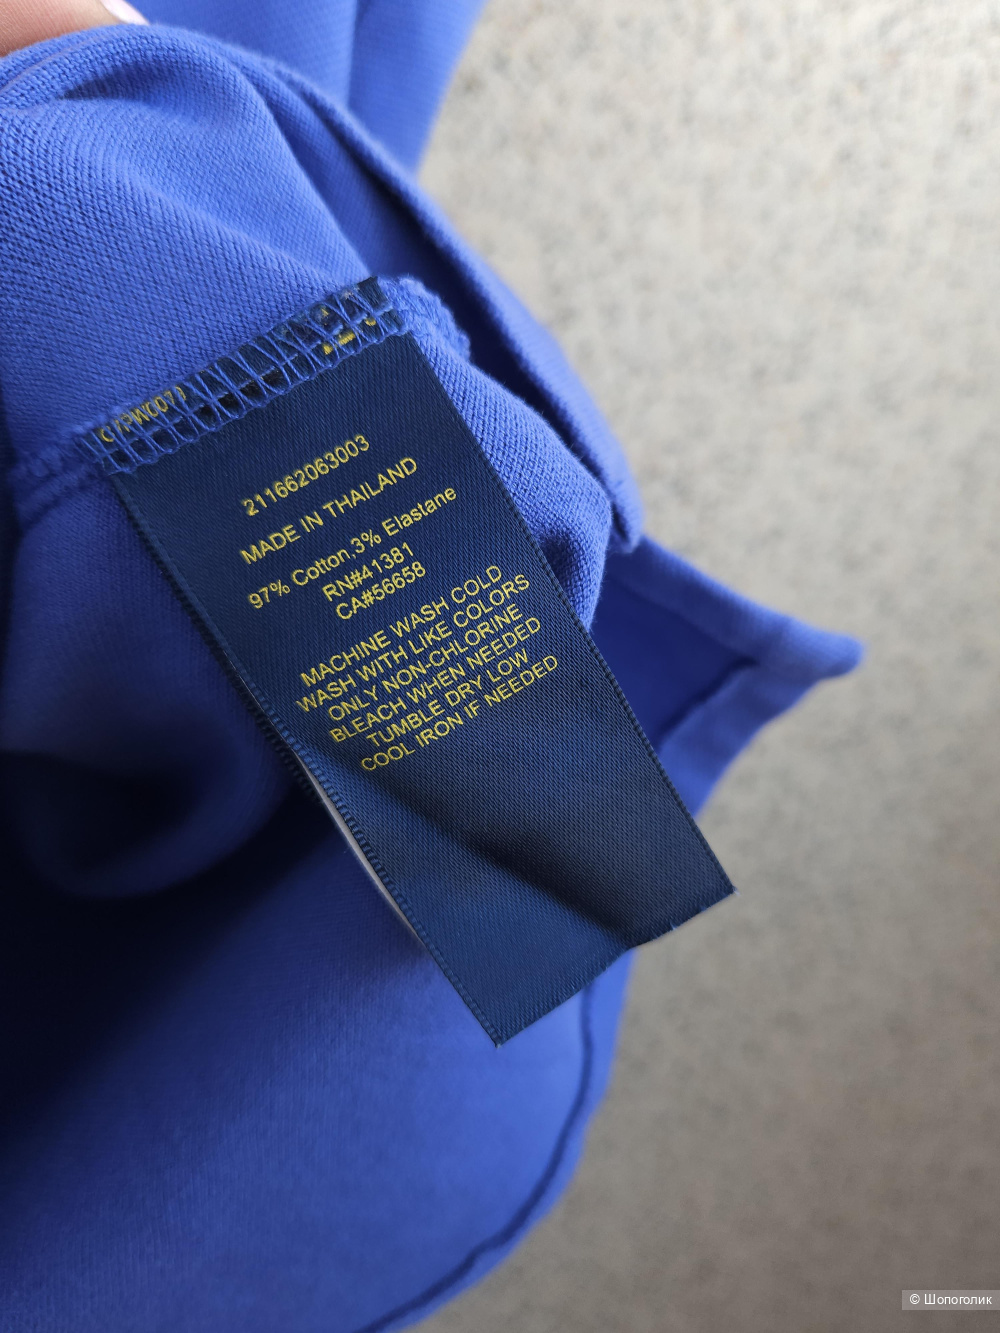 211662063003
MADE IN THAILAND
97% Cotton,3% Elastane
RN#41381
CA#56658
MACHINE WASH COLD
WASH WITH LIKE COLORS
ONLY NON-CHLORINE
BLEACH WHEN NEEDED
TUMBLE DRY LOW
COOL IRON IF NEEDED
© Шопоголик